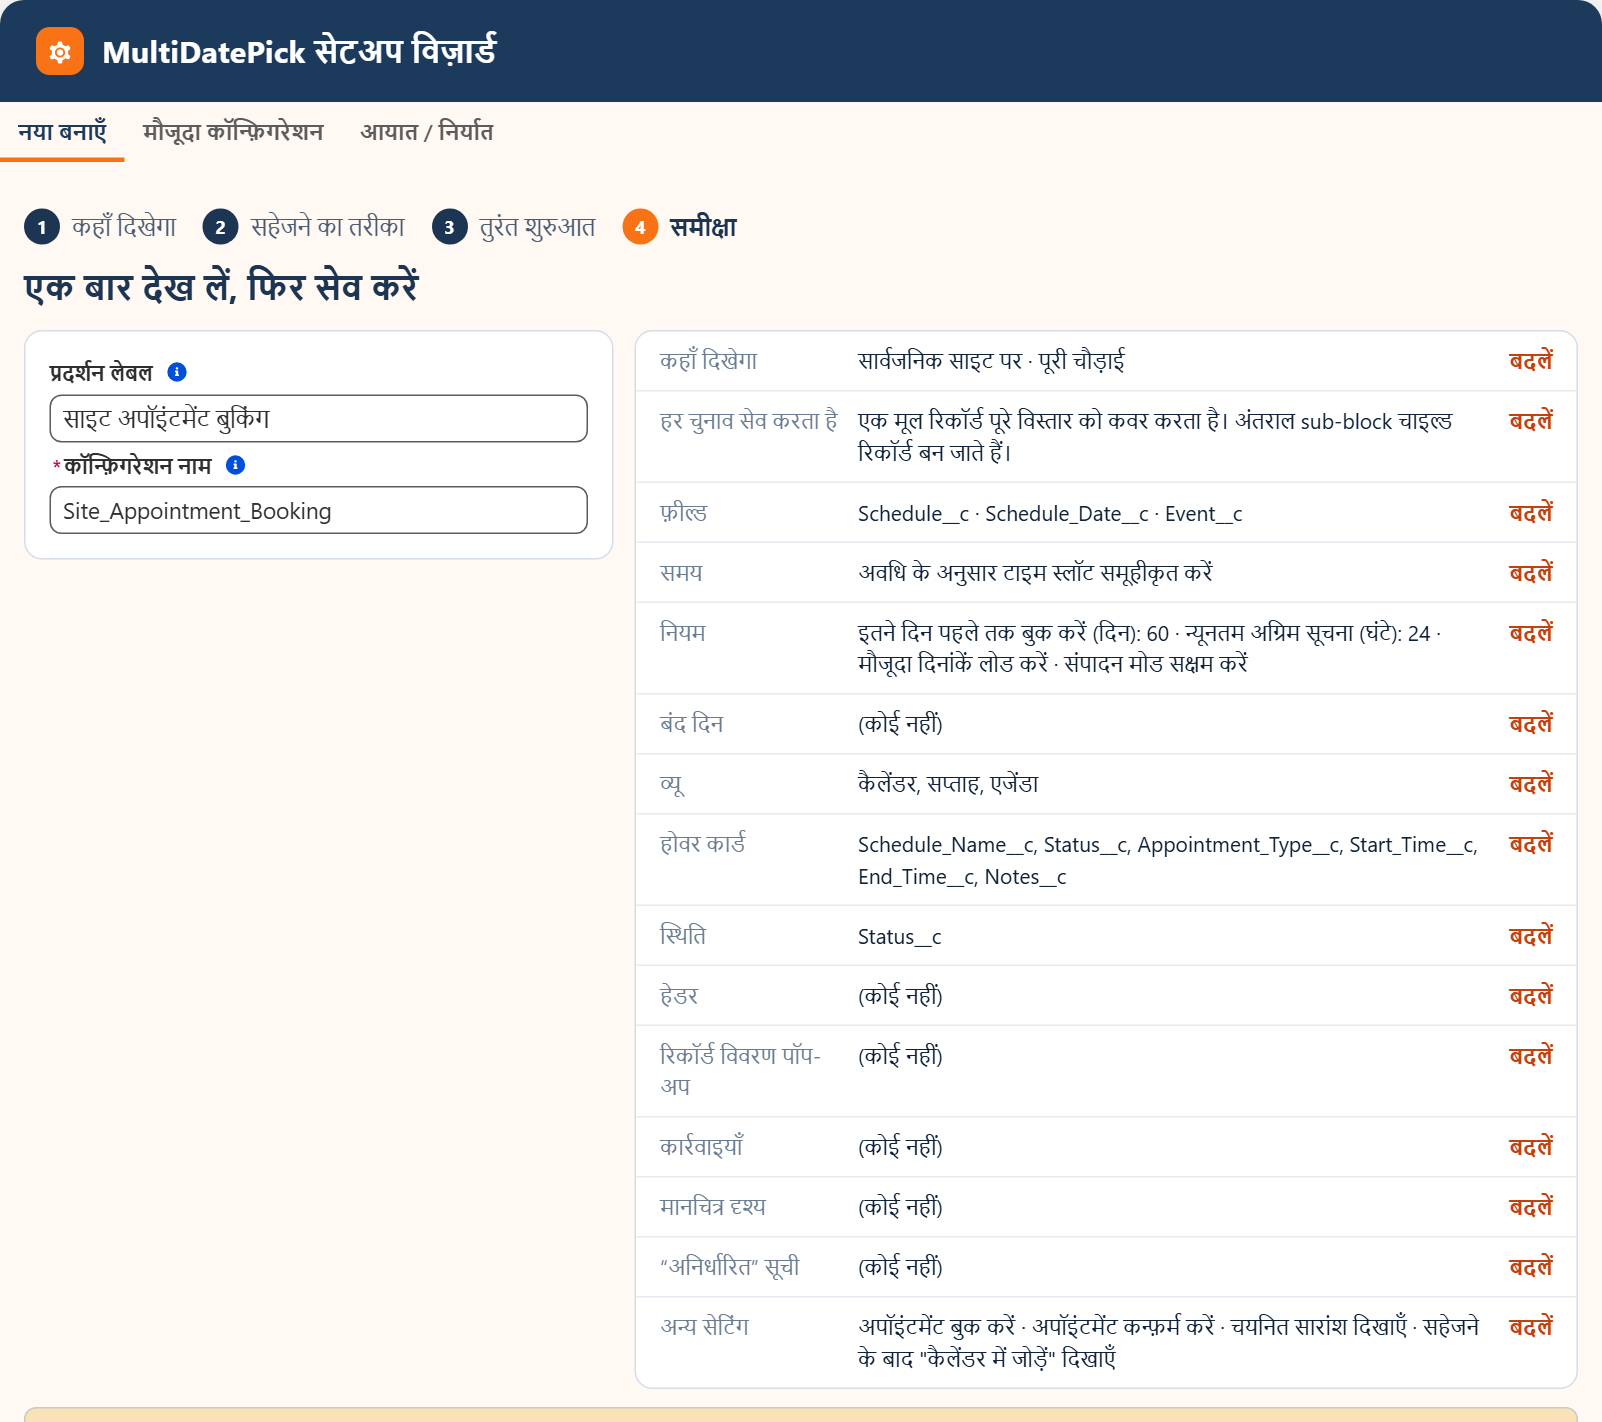 MultiDatePick सेटअप विज़ार्ड
नया बनाएँ
मौजूदा कॉन्फ़िगरेशन
आयात / निर्यात
1 कहाँ दिखेगा
2 सहेजने का तरीका
3 तुरंत शुरुआत
4 समीक्षा
एक बार देख लें, फिर सेव करें
प्रदर्शन लेबल
साइट अपॉइंटमेंट बुकिंग
*कॉन्फ़िगरेशन नाम
Site_Appointment_Booking
कहाँ दिखेगा
सार्वजनिक साइट पर · पूरी चौड़ाई
बदलें
हर चुनाव सेव करता है
एक मूल रिकॉर्ड पूरे विस्तार को कवर करता है। अंतराल sub-block चाइल्ड
रिकॉर्ड बन जाते हैं।
बदलें
फ़ील्ड
Schedule__c · Schedule_Date__c · Event__c
बदलें
समय
अवधि के अनुसार टाइम स्लॉट समूहीकृत करें
बदलें
नियम
इतने दिन पहले तक बुक करें (दिन): 60 · न्यूनतम अग्रिम सूचना (घंटे): 24 ·
मौजूदा दिनांकें लोड करें · संपादन मोड सक्षम करें
बदलें
बंद दिन
(कोई नहीं)
बदलें
व्यू
कैलेंडर, सप्ताह, एजेंडा
बदलें
होवर कार्ड
Schedule_Name__c, Status__c, Appointment_Type__c, Start_Time__c,
End_Time__c, Notes__c
बदलें
स्थिति
Status__c
बदलें
हेडर
(कोई नहीं)
बदलें
रिकॉर्ड विवरण पॉप-
अप
(कोई नहीं)
बदलें
कार्रवाइयाँ
(कोई नहीं)
बदलें
मानचित्र दृश्य
(कोई नहीं)
बदलें
“अनिर्धारित” सूची
(कोई नहीं)
बदलें
अन्य सेटिंग
अपॉइंटमेंट बुक करें · अपॉइंटमेंट कन्फ़र्म करें · चयनित सारांश दिखाएँ · सहेजने
के बाद "कैलेंडर में जोड़ें" दिखाएँ
बदलें